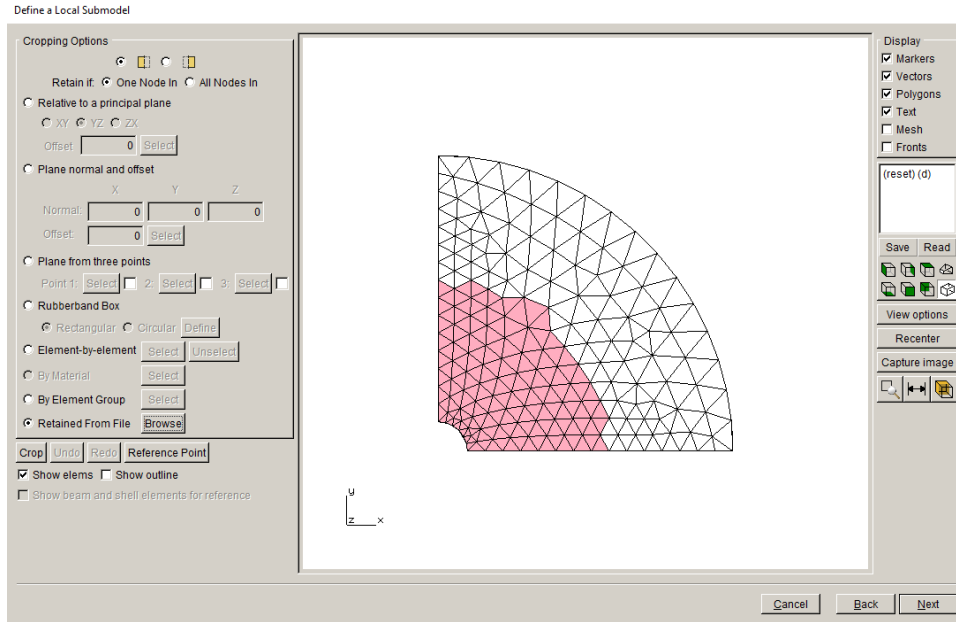 Define a Local Submodel
Cropping Options
Retain if: One Node In All Nodes In
Relative to a principal plane
XY YZ ZX
Offset 0 Select
Plane normal and offset
X Y Z
Normal: 0 0 0
Offset: 0 Select
Plane from three points
Point 1: Select 2: Select 3: Select
Rubberband Box
Rectangular Circular Define
Element-by-element Select Unselect
By Material Select
By Element Group Select
Retained From File Browse
Crop Undo Redo Reference Point
Show elems Show outline
Show beam and shell elements for reference
y
z x
Display
Markers
Vectors
Polygons
Text
Mesh
Fronts
(reset) (d)
Save Read
View options
Recenter
Capture image
Cancel Back Next